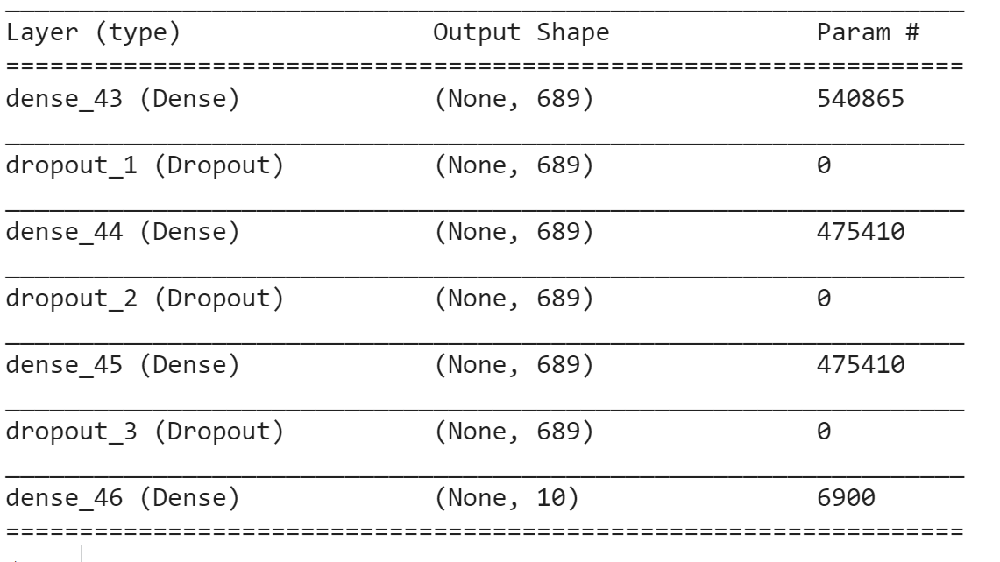 Layer (type) Output Shape Param #
=================================================================
dense_43 (Dense) (None, 689) 540865
_________________________________________________________________
dropout_1 (Dropout) (None, 689) 0
_________________________________________________________________
dense_44 (Dense) (None, 689) 475410
_________________________________________________________________
dropout_2 (Dropout) (None, 689) 0
_________________________________________________________________
dense_45 (Dense) (None, 689) 475410
_________________________________________________________________
dropout_3 (Dropout) (None, 689) 0
_________________________________________________________________
dense_46 (Dense) (None, 10) 6900
=================================================================